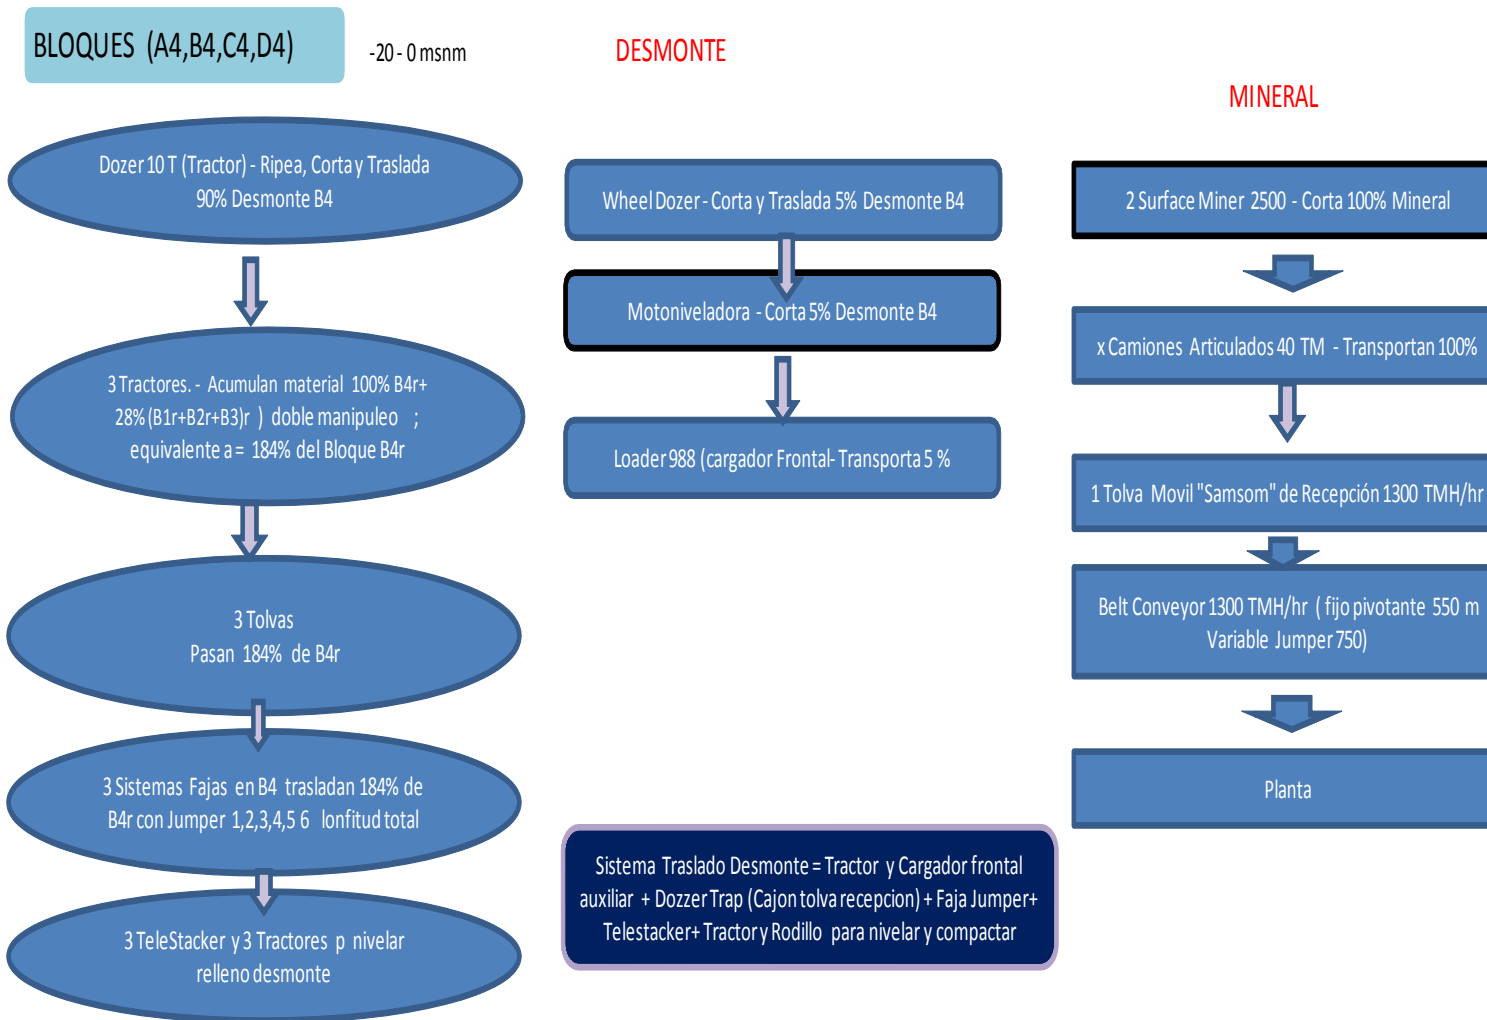 BLOQUES (A4,B4,C4,D4)
-20 - 0 msnm
DESMONTE
MINERAL
Dozer 10 T (Tractor) - Ripea, Corta y Traslada
90% Desmonte B4
3 Tractores. - Acumulan material 100% B4r+
28% (B1r+B2r+B3)r ) doble manipuleo ;
equivalente a = 184% del Bloque B4r
3 Tolvas
Pasan 184% de B4r
3 Sistemas Fajas en B4 trasladan 184% de
B4r con Jumper 1,2,3,4,5 6 lonfitud total
3 TeleStacker y 3 Tractores p nivelar
relleno desmonte
Wheel Dozer - Corta y Traslada 5% Desmonte B4
Motoniveladora - Corta 5% Desmonte B4
Loader 988 (cargador Frontal- Transporta 5 %
Sistema Traslado Desmonte = Tractor y Cargador frontal
auxiliar + Dozzer Trap (Cajon tolva recepcion) + Faja Jumper+
Telestacker+ Tractor y Rodillo para nivelar y compactar
2 Surface Miner 2500 - Corta 100% Mineral
x Camiones Articulados 40 TM - Transportan 100%
1 Tolva Movil "Samsom" de Recepción 1300 TMH/hr
Belt Conveyor 1300 TMH/hr ( fijo pivotante 550 m
Variable Jumper 750)
Planta